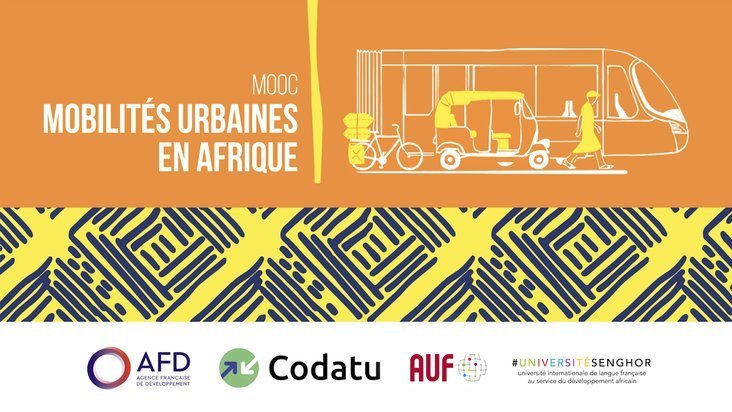 MOOC
MOBILITÉS URBAINES
EN AFRIQUE
AFD
AGENCE FRANÇAISE
DE DÉVELOPPEMENT
Codatu
AUF
#UNIVERSITÉSENGHOR
université internationale de langue française
au service du développement africain